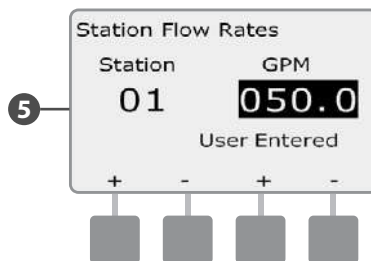 Station Flow Rates
Station GPM
5 01 050.0
User Entered
+ - + -